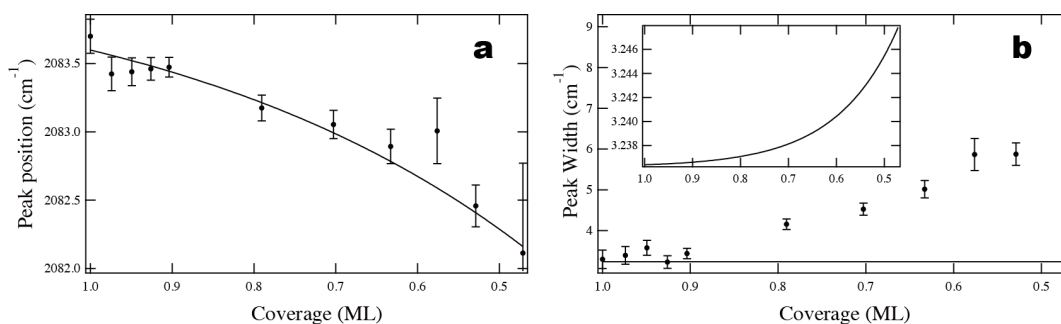 a
Peak position (cm-1)
2083.5
2083.0
2082.5
2082.0
1.0 0.9 0.8 0.7 0.6 0.5
Coverage (ML)
b
Peak Width (cm-1)
9
8
7
6
5
4
3.246
3.244
3.240
3.238
1.0 0.9 0.8 0.7 0.6 0.5
1.0 0.9 0.8 0.7 0.6 0.5
Coverage (ML)